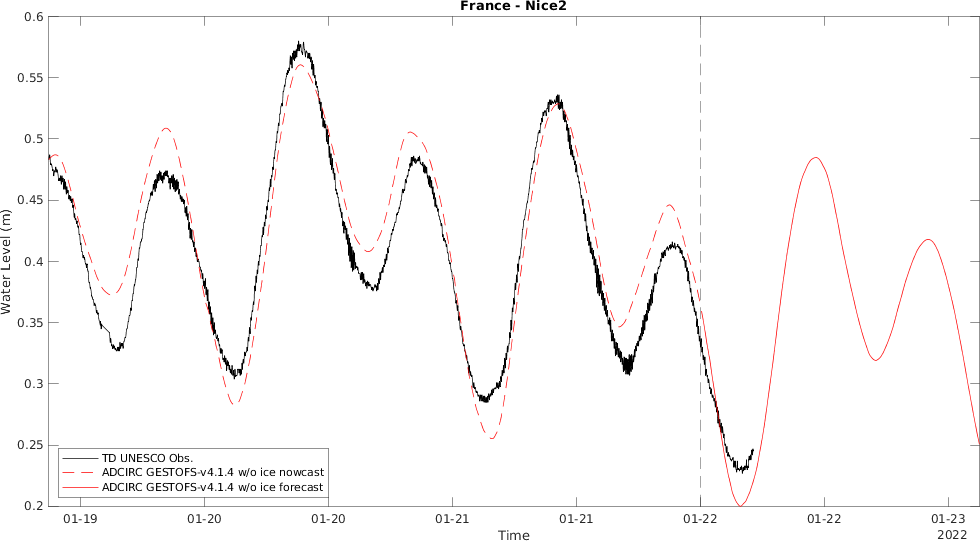 France - Nice2
0.6
0.55
0.5
0.45
0.4
0.35
0.3
0.25
0.2
Water Level (m)
TD UNESCO Obs.
ADCIRC GESTOFS-v4.1.4 w/o ice nowcast
ADCIRC GESTOFS-v4.1.4 w/o ice forecast
01-19 01-20 01-20 01-21 01-21 01-22 01-22 01-23
Time 2022